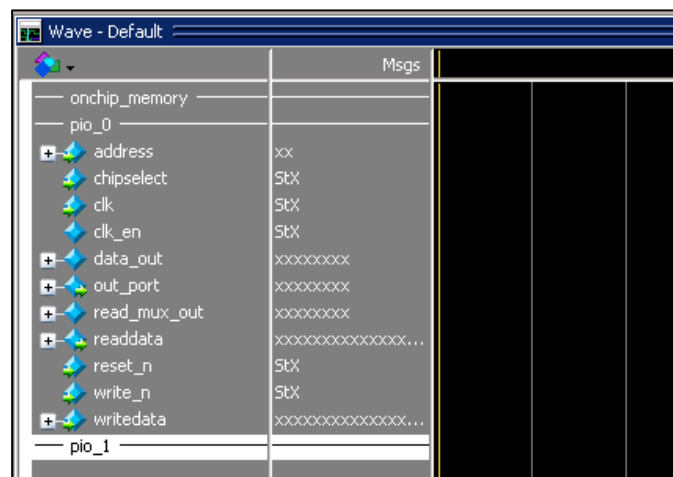 Wave - Default
Msgs
onchip_memory
pio_0
address xx
chipselect StX
clk StX
clk_en StX
data_out xxxxxxxx
out_port xxxxxxxx
read_mux_out xxxxxxxx
readdata xxxxxxxxxxxxxx...
reset_n StX
write_n StX
writedata xxxxxxxxxxxxxx...
pio_1